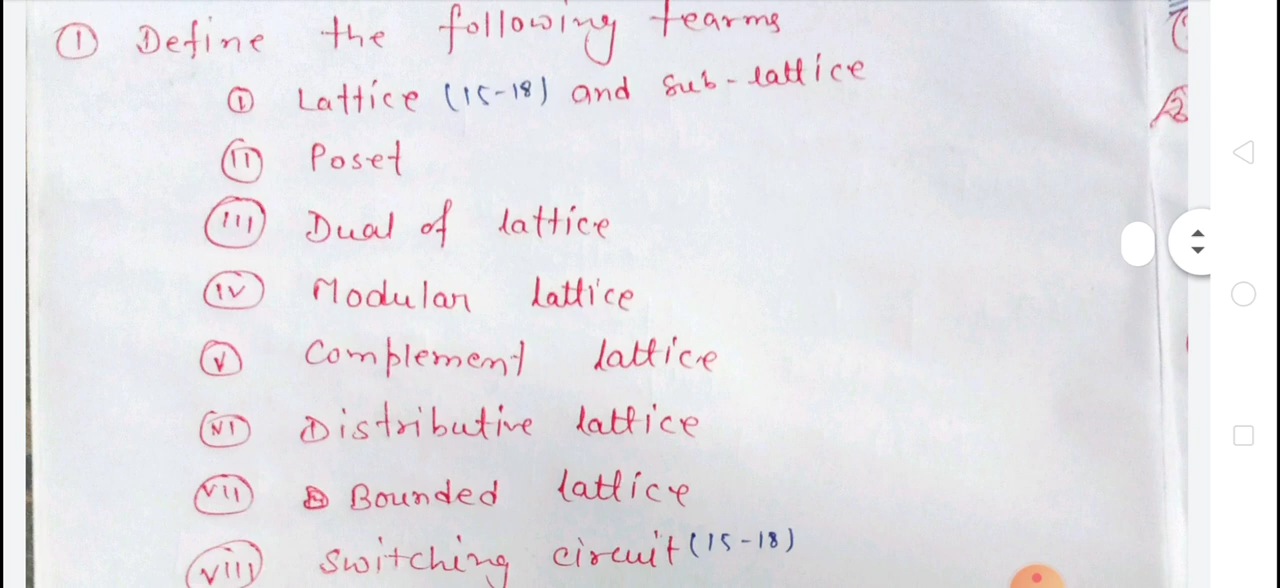 ① Define the following tearms
① Lattice (15-18) and sub-lattice
(ii) Poset
(iii) Dual of lattice
(iv) Modular lattice
(v) Complement lattice
(vi) Distributive lattice
(vii) Bounded lattice
(viii) Switching circuit (15-18)